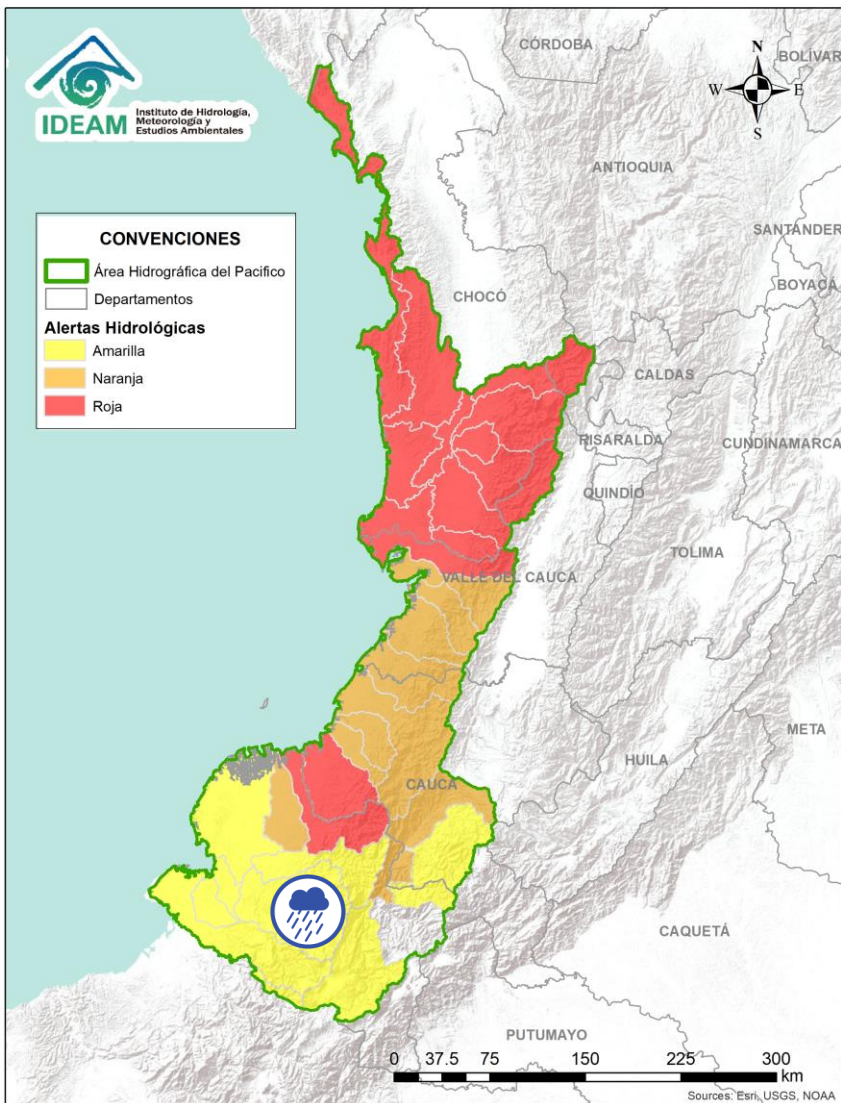 IDEAM
Instituto de Hidrología,
Meteorología y
Estudios Ambientales
CÓRDOBA
BOLÍVAR
N
W
E
S
ANTIOQUIA
SANTANDER
BOYACÁ
CONVENCIONES
Área Hidrográfica del Pacifico
Departamentos
Alertas Hidrológicas
Amarilla
Naranja
Roja
CHOCÓ
CALDAS
RISARALDA
CUNDINAMARCA
QUINDÍO
TOLIMA
VALLE DEL CAUCA
META
HUILA
CAUCA
CAQUETÁ
PUTUMAYO
0 37.5 75 150 225 300
km
Sources: Esri, USGS, NOAA